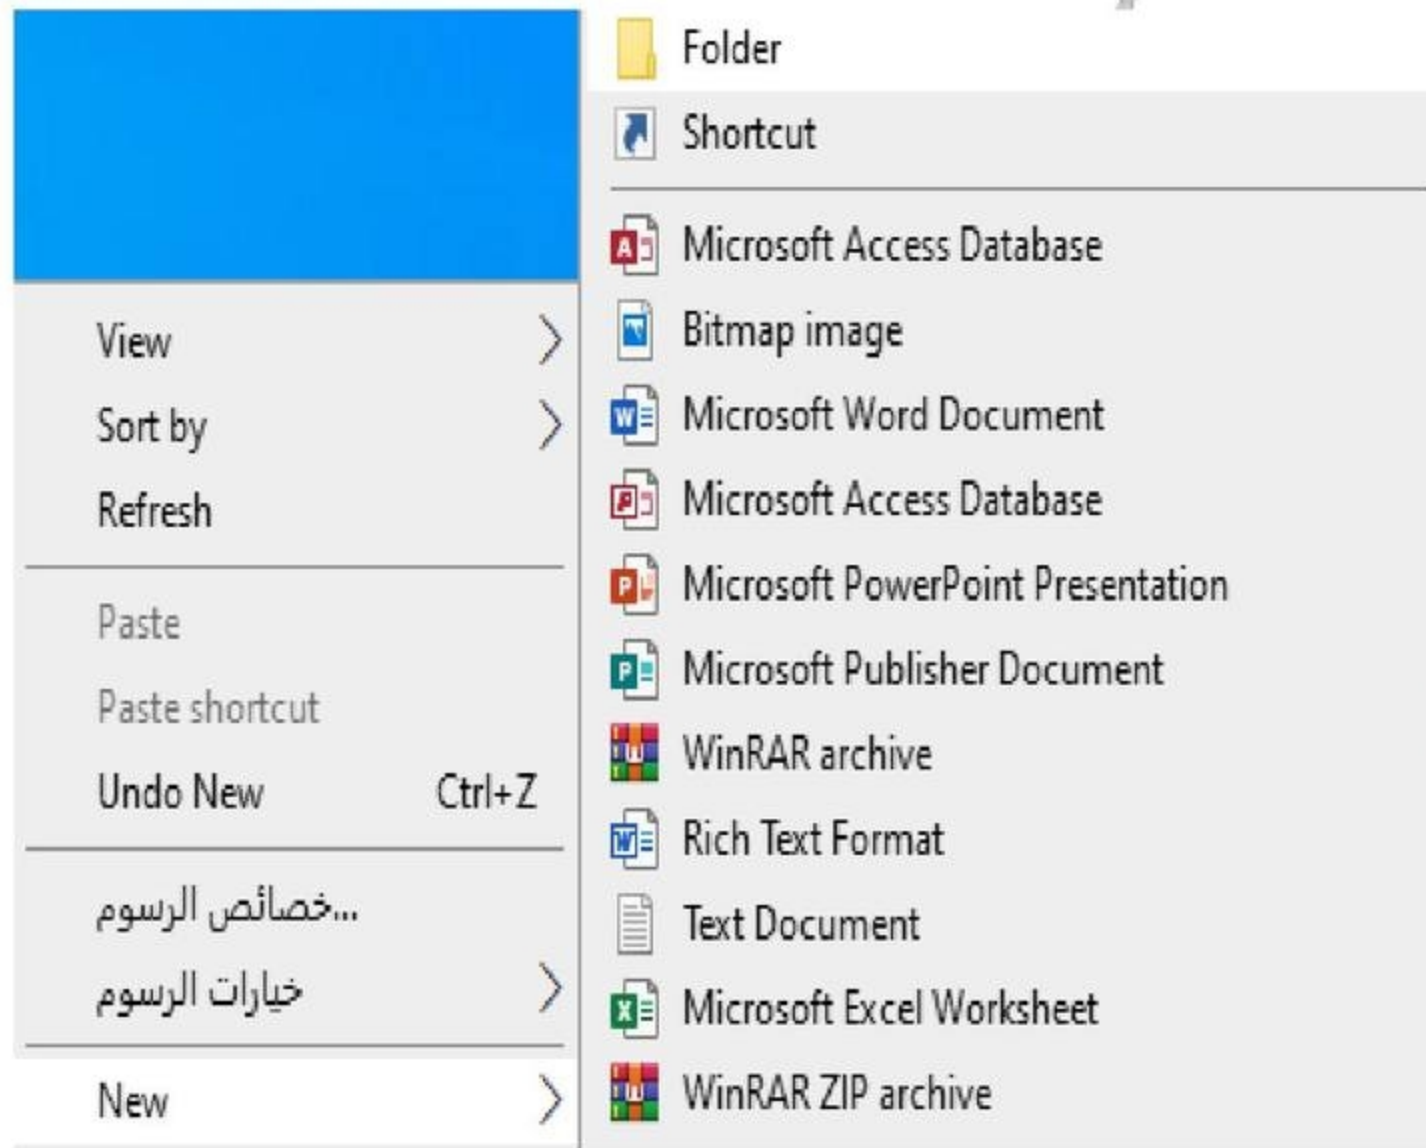 View
Sort by
Refresh
Paste
Paste shortcut
Undo New Ctrl+Z
خصائص الرسوم...
خيارات الرسوم
New
Folder
Shortcut
Microsoft Access Database
Bitmap image
Microsoft Word Document
Microsoft Access Database
Microsoft PowerPoint Presentation
Microsoft Publisher Document
WinRAR archive
Rich Text Format
Text Document
Microsoft Excel Worksheet
WinRAR ZIP archive